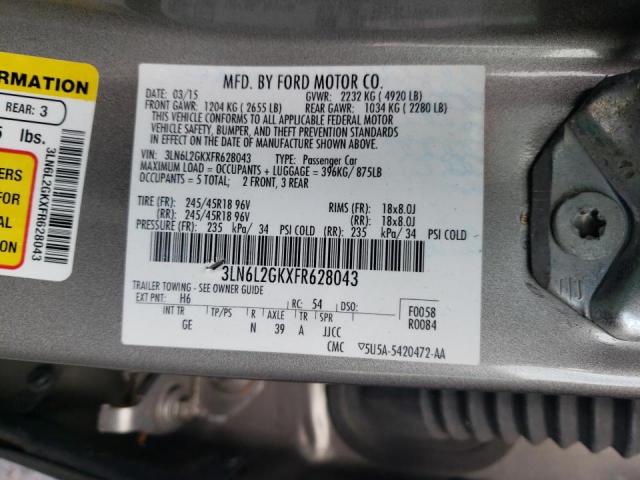 ORMATION
REAR: 3
lbs.
ERS
FOR
AL
3LN6L2GKXFR628043
MFD. BY FORD MOTOR CO.
DATE: 03/15 GVWR: 2232 KG ( 4920 LB)
FRONT GAWR: 1204 KG ( 2655 LB) REAR GAWR: 1034 KG ( 2280 LB)
THIS VEHICLE CONFORMS TO ALL APPLICABLE FEDERAL MOTOR
VEHICLE SAFETY, BUMPER, AND THEFT PREVENTION STANDARDS
IN EFFECT ON THE DATE OF MANUFACTURE SHOWN ABOVE.
VIN: 3LN6L2GKXFR628043 TYPE: Passenger Car
MAXIMUM LOAD = OCCUPANTS + LUGGAGE = 396KG/ 875LB
OCCUPANTS = 5 TOTAL; 2 FRONT, 3 REAR
TIRE (FR): 245/45R18 96V RIMS (FR): 18x8.0J
(RR): 245/45R18 96V (RR): 18x8.0J
PRESSURE (FR): 235 kPa/ 34 PSI COLD (RR): 235 kPa/ 34 PSI COLD
3LN6L2GKXFR628043
TRAILER TOWING - SEE OWNER GUIDE
EXT PNT: H6 RC: 54 DSO: F0058
INT TR TP/PS R AXLE TR SPR R0084
GE N 39 A JJCC
CMC ▽5U5A-5420472-AA